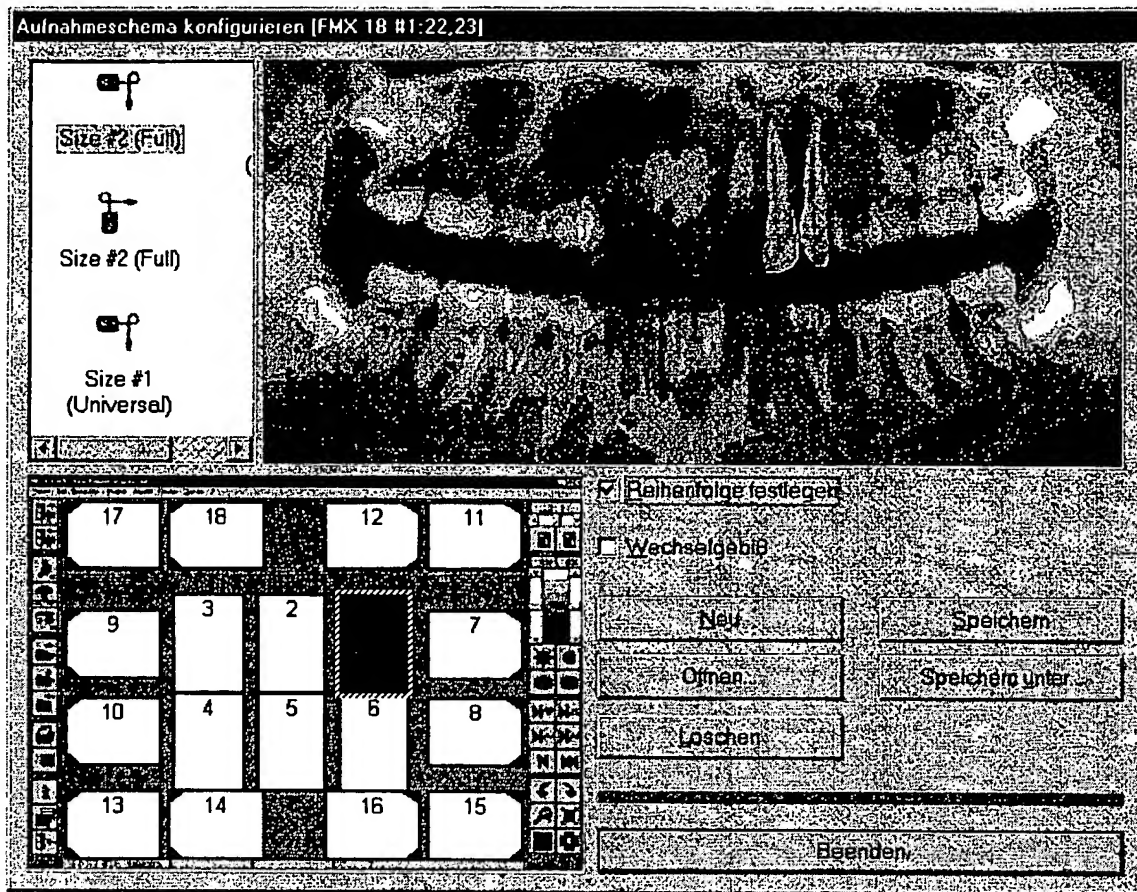 Aufnahmeschema konfigurieren [FMX 18 #1:22,23]
Size #2 (Full)
Size #2 (Full)
Size #1
(Universal)
Reihenfolge festlegen
Wechselgebiß
Neu...
Speichern
Öffnen...
Speichern unter...
Löschen
Beenden
17 18 12 11
9 3 2 7
10 4 5 6 8
13 14 16 15